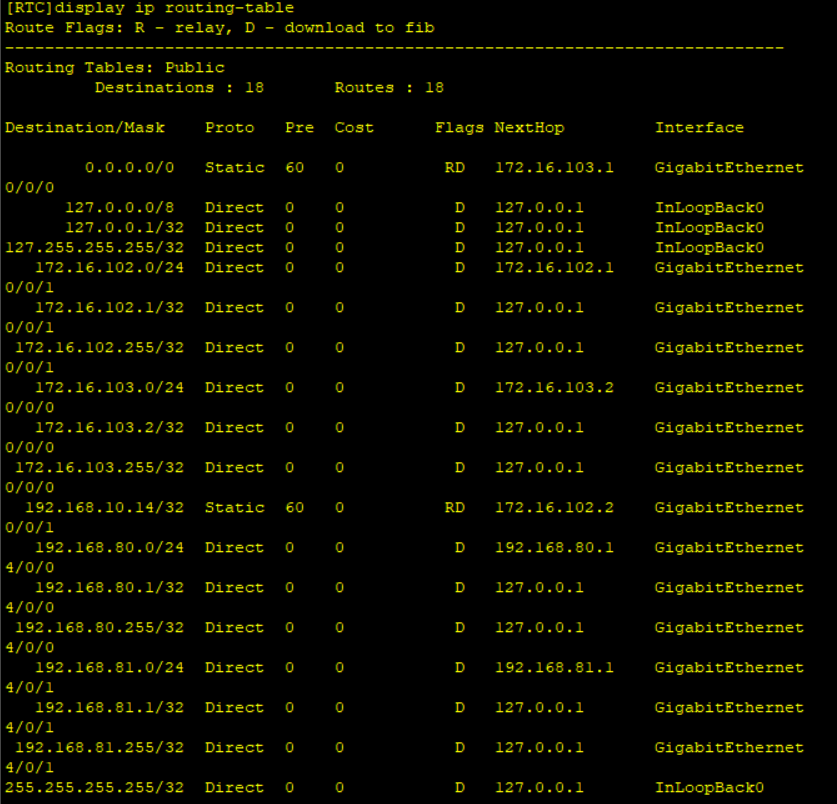 [RTC]display ip routing-table
Route Flags: R - relay, D - download to fib
------------------------------------------------------------------------------
Routing Tables: Public
         Destinations : 18       Routes : 18

Destination/Mask    Proto   Pre  Cost      Flags NextHop         Interface

        0.0.0.0/0   Static  60   0          RD   172.16.103.1    GigabitEthernet
0/0/0
      127.0.0.0/8   Direct  0    0           D   127.0.0.1       InLoopBack0
      127.0.0.1/32  Direct  0    0           D   127.0.0.1       InLoopBack0
127.255.255.255/32  Direct  0    0           D   127.0.0.1       InLoopBack0
   172.16.102.0/24  Direct  0    0           D   172.16.102.1    GigabitEthernet
0/0/1
   172.16.102.1/32  Direct  0    0           D   127.0.0.1       GigabitEthernet
0/0/1
 172.16.102.255/32  Direct  0    0           D   127.0.0.1       GigabitEthernet
0/0/1
   172.16.103.0/24  Direct  0    0           D   172.16.103.2    GigabitEthernet
0/0/0
   172.16.103.2/32  Direct  0    0           D   127.0.0.1       GigabitEthernet
0/0/0
 172.16.103.255/32  Direct  0    0           D   127.0.0.1       GigabitEthernet
0/0/0
  192.168.10.14/32  Static  60   0          RD   172.16.102.2    GigabitEthernet
0/0/1
   192.168.80.0/24  Direct  0    0           D   192.168.80.1    GigabitEthernet
4/0/0
   192.168.80.1/32  Direct  0    0           D   127.0.0.1       GigabitEthernet
4/0/0
 192.168.80.255/32  Direct  0    0           D   127.0.0.1       GigabitEthernet
4/0/0
   192.168.81.0/24  Direct  0    0           D   192.168.81.1    GigabitEthernet
4/0/1
   192.168.81.1/32  Direct  0    0           D   127.0.0.1       GigabitEthernet
4/0/1
 192.168.81.255/32  Direct  0    0           D   127.0.0.1       GigabitEthernet
4/0/1
255.255.255.255/32  Direct  0    0           D   127.0.0.1       InLoopBack0